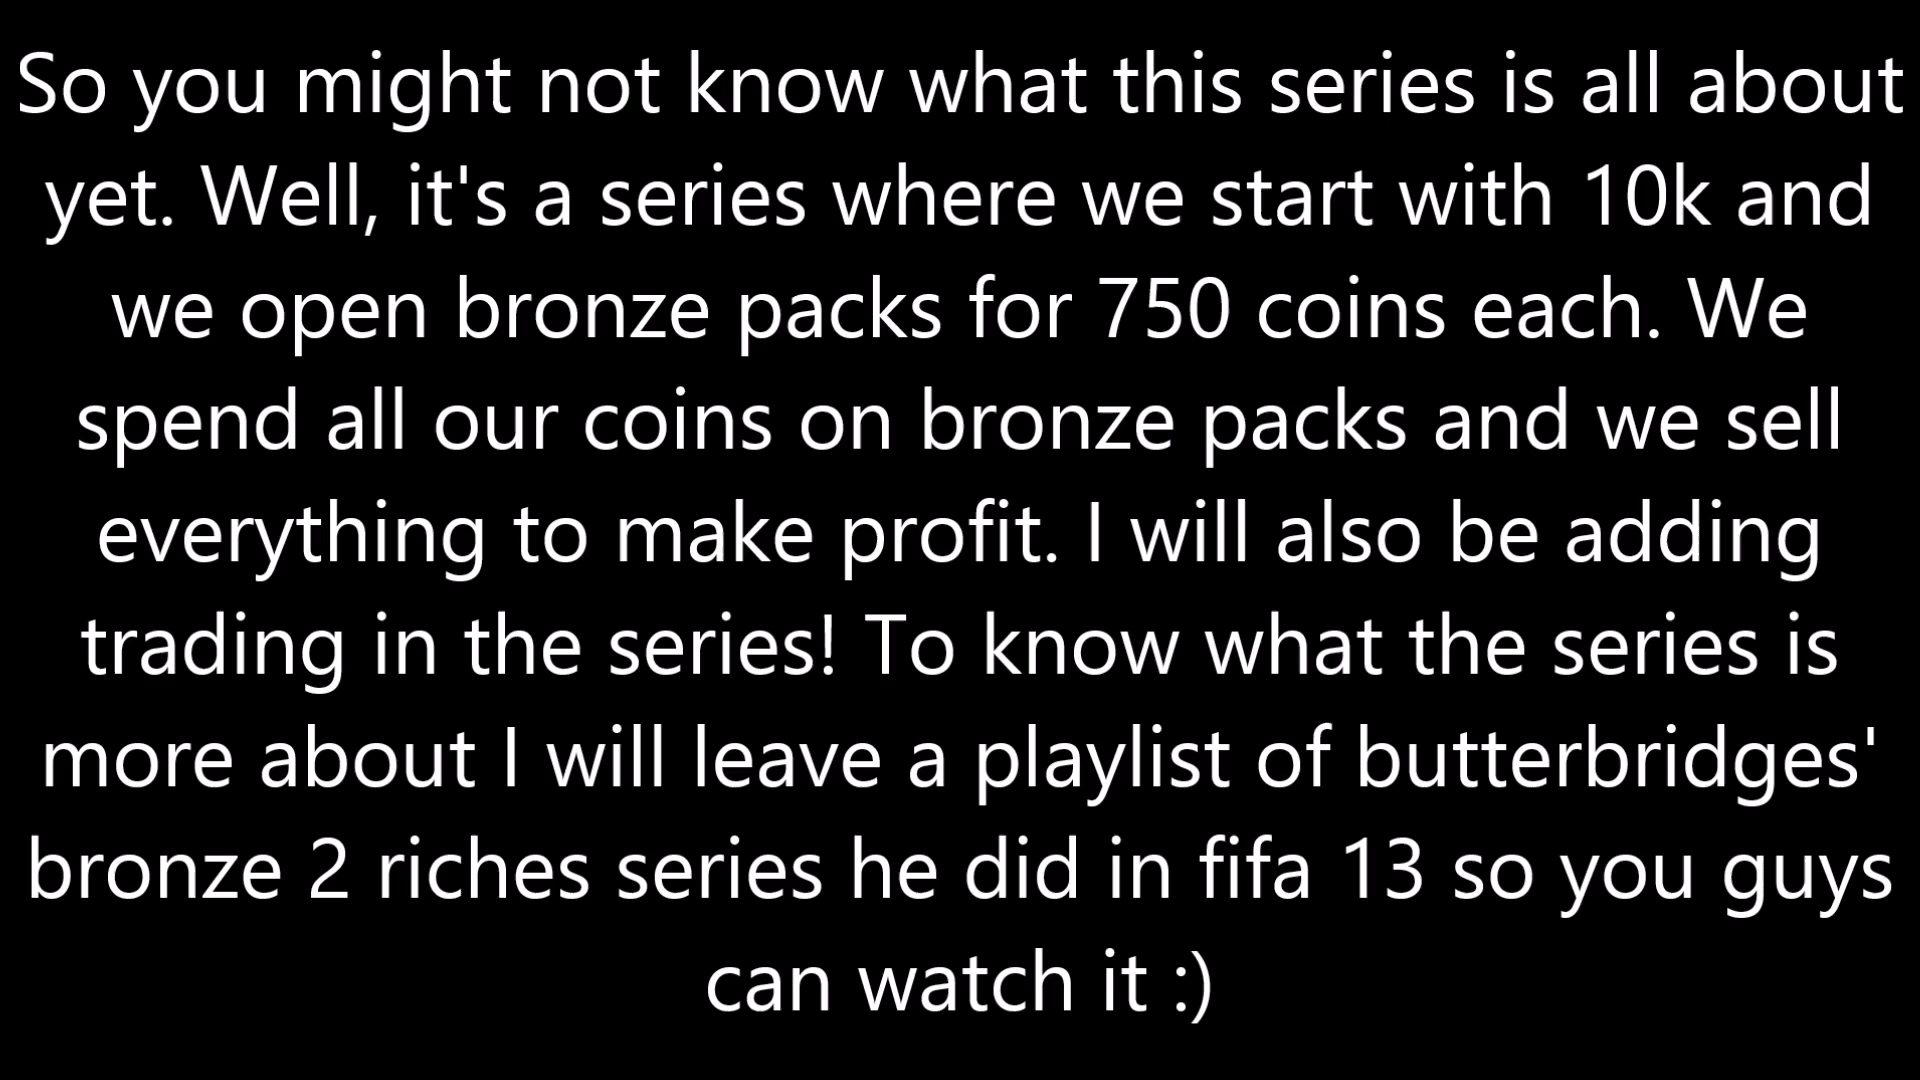 So you might not know what this series is all about
yet. Well, it's a series where we start with 10k and
we open bronze packs for 750 coins each. We
spend all our coins on bronze packs and we sell
everything to make profit. I will also be adding
trading in the series! To know what the series is
more about I will leave a playlist of butterbridges'
bronze 2 riches series he did in fifa 13 so you guys
can watch it :)